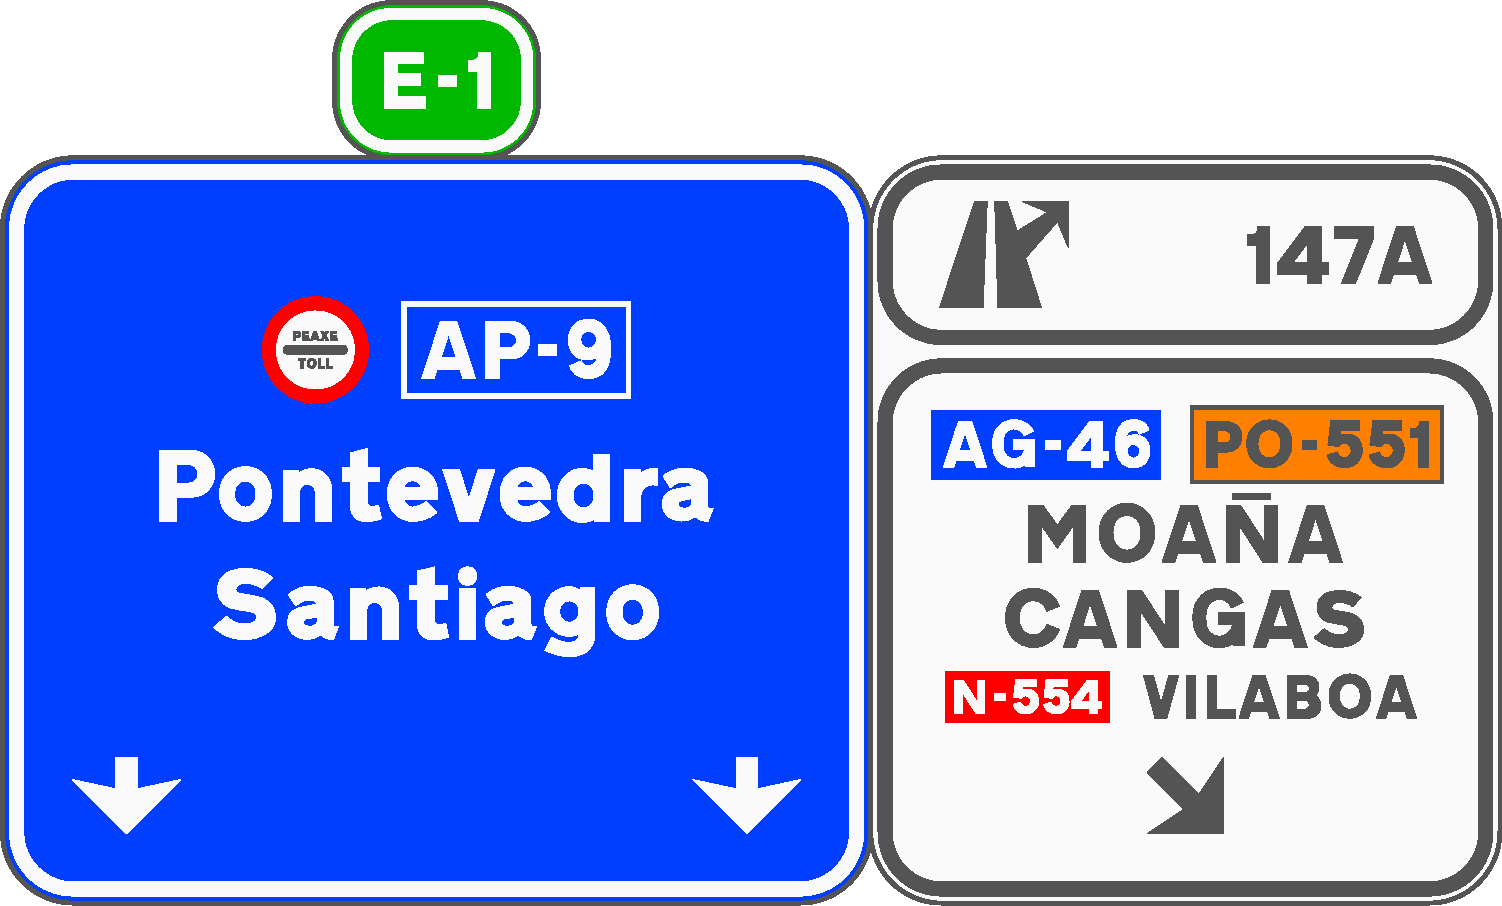 E-1
PEAXE
TOLL
AP-9
Pontevedra
Santiago
147A
AG-46 PO-551
MOAÑA
CANGAS
N-554 VILABOA